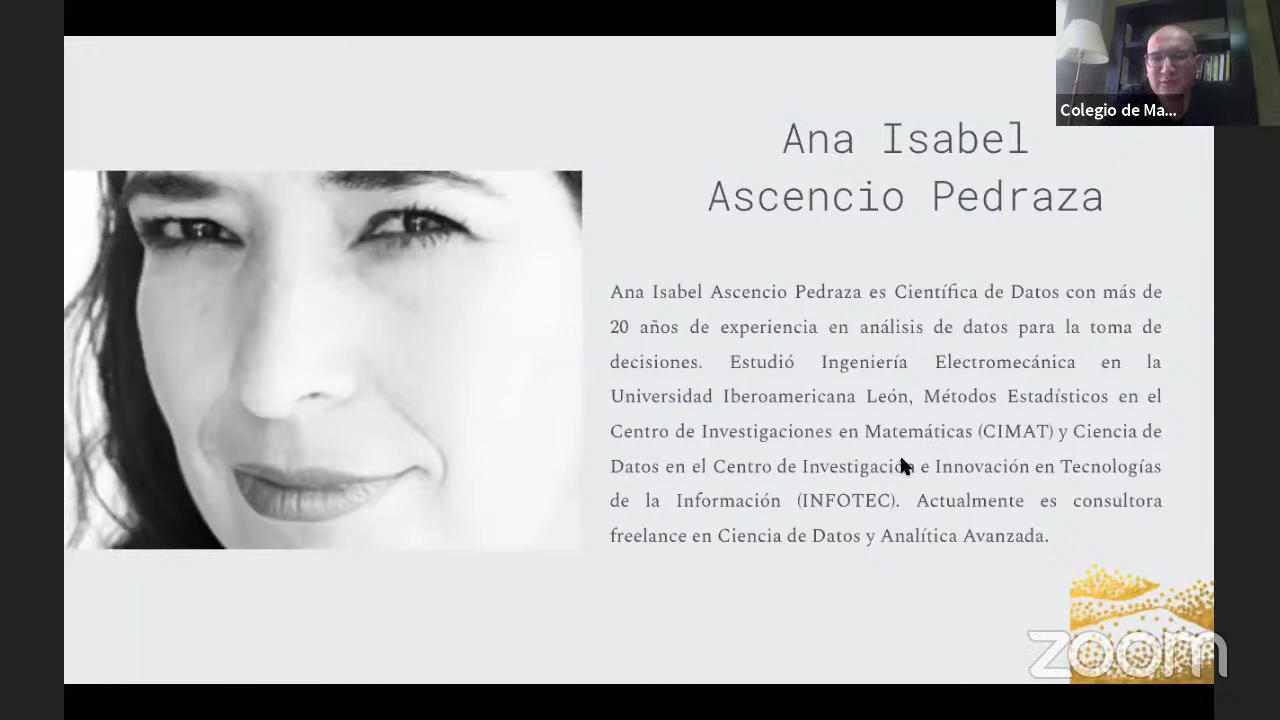 Colegio de Ma...
Ana Isabel
Ascencio Pedraza
Ana Isabel Ascencio Pedraza es Científica de Datos con más de
20 años de experiencia en análisis de datos para la toma de
decisiones. Estudió Ingeniería Electromecánica en la
Universidad Iberoamericana León, Métodos Estadísticos en el
Centro de Investigaciones en Matemáticas (CIMAT) y Ciencia de
Datos en el Centro de Investigación e Innovación en Tecnologías
de la Información (INFOTEC). Actualmente es consultora
freelance en Ciencia de Datos y Analítica Avanzada.
zoom